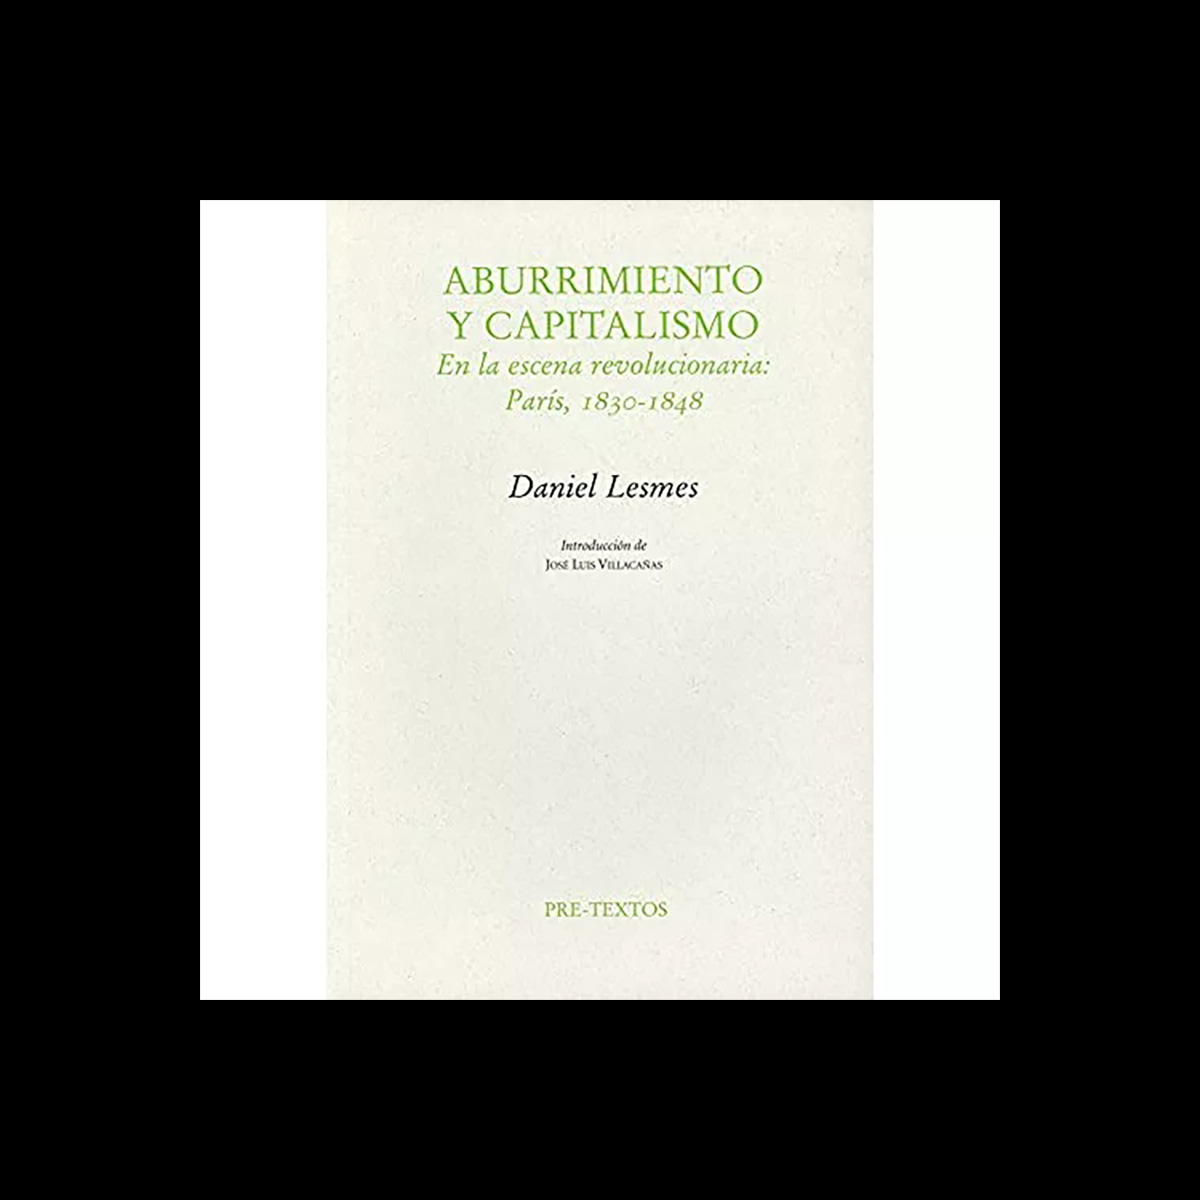 ABURRIMIENTO
Y CAPITALISMO
En la escena revolucionaria:
París, 1830-1848
Daniel Lesmes
Introducción de
JOSÉ LUIS VILLACAÑAS
PRE-TEXTOS